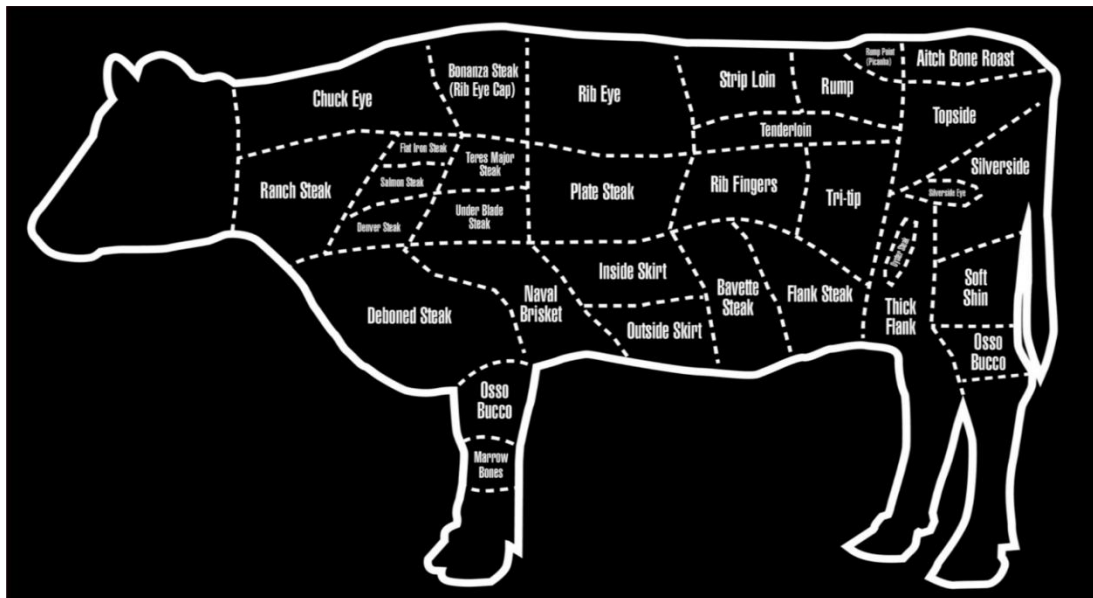 Chuck Eye
Bonanza Steak
(Rib Eye Cap)
Rib Eye
Strip Loin
Rump
Rump Point
(Picanha)
Aitch Bone Roast
Topside
Tenderloin
Flat Iron Steak
Teres Major
Steak
Ranch Steak
Salmon Steak
Plate Steak
Rib Fingers
Tri-tip
Silverside
Silverside Eye
Denver Steak
Under Blade
Steak
Inside Skirt
Bavette
Steak
Flank Steak
Soft
Shin
Deboned Steak
Naval
Brisket
Outside Skirt
Thick
Flank
Osso
Bucco
Osso
Bucco
Marrow
Bones